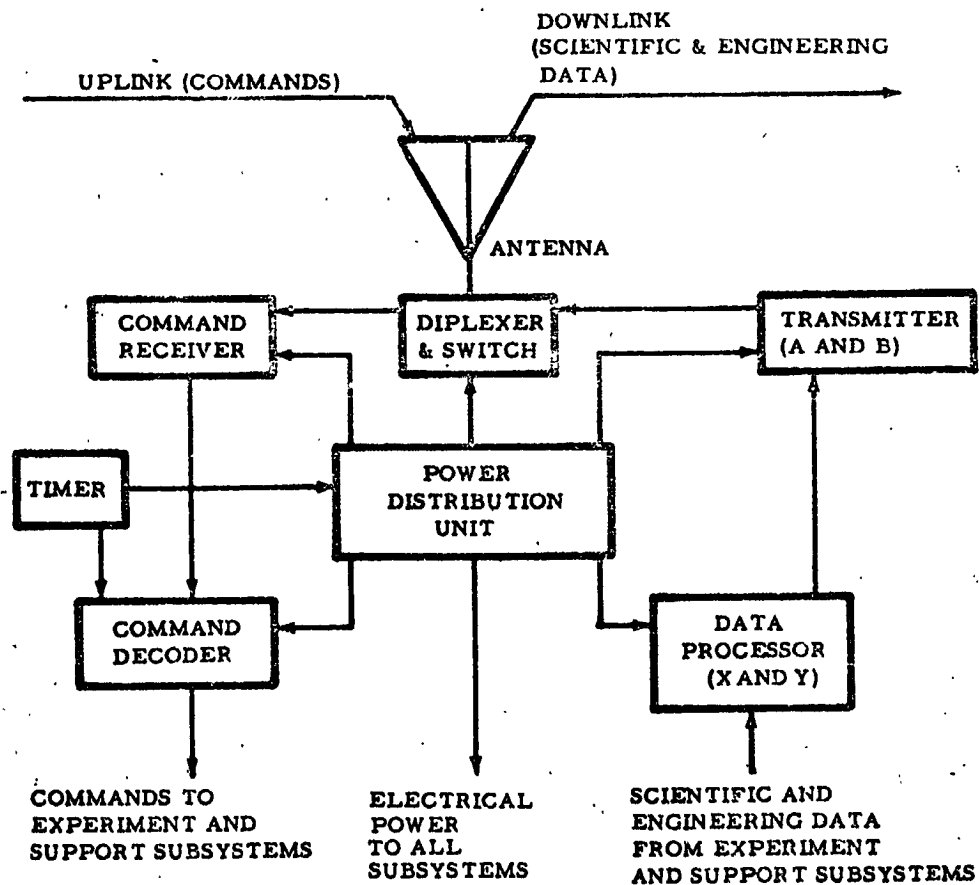 DOWNLINK
(SCIENTIFIC & ENGINEERING
DATA)
UPLINK (COMMANDS)
ANTENNA
COMMAND
RECEIVER
DIPLEXER
& SWITCH
TRANSMITTER
(A AND B)
TIMER
POWER
DISTRIBUTION
UNIT
COMMAND
DECODER
DATA
PROCESSOR
(X AND Y)
COMMANDS TO
EXPERIMENT AND
SUPPORT SUBSYSTEMS
ELECTRICAL
POWER
TO ALL
SUBSYSTEMS
SCIENTIFIC AND
ENGINEERING DATA
FROM EXPERIMENT
AND SUPPORT SUBSYSTEMS